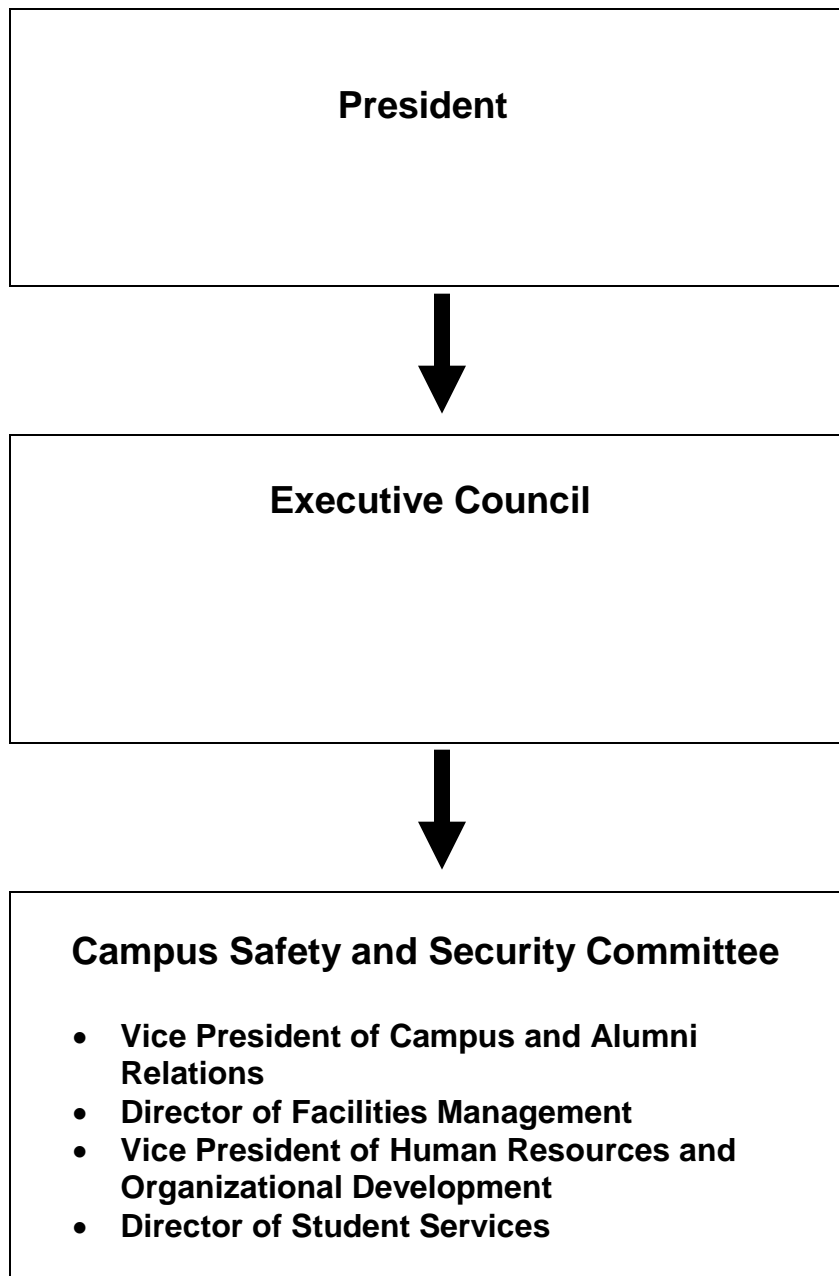 President
Executive Council
Campus Safety and Security Committee
• Vice President of Campus and Alumni
Relations
• Director of Facilities Management
• Vice President of Human Resources and
Organizational Development
• Director of Student Services